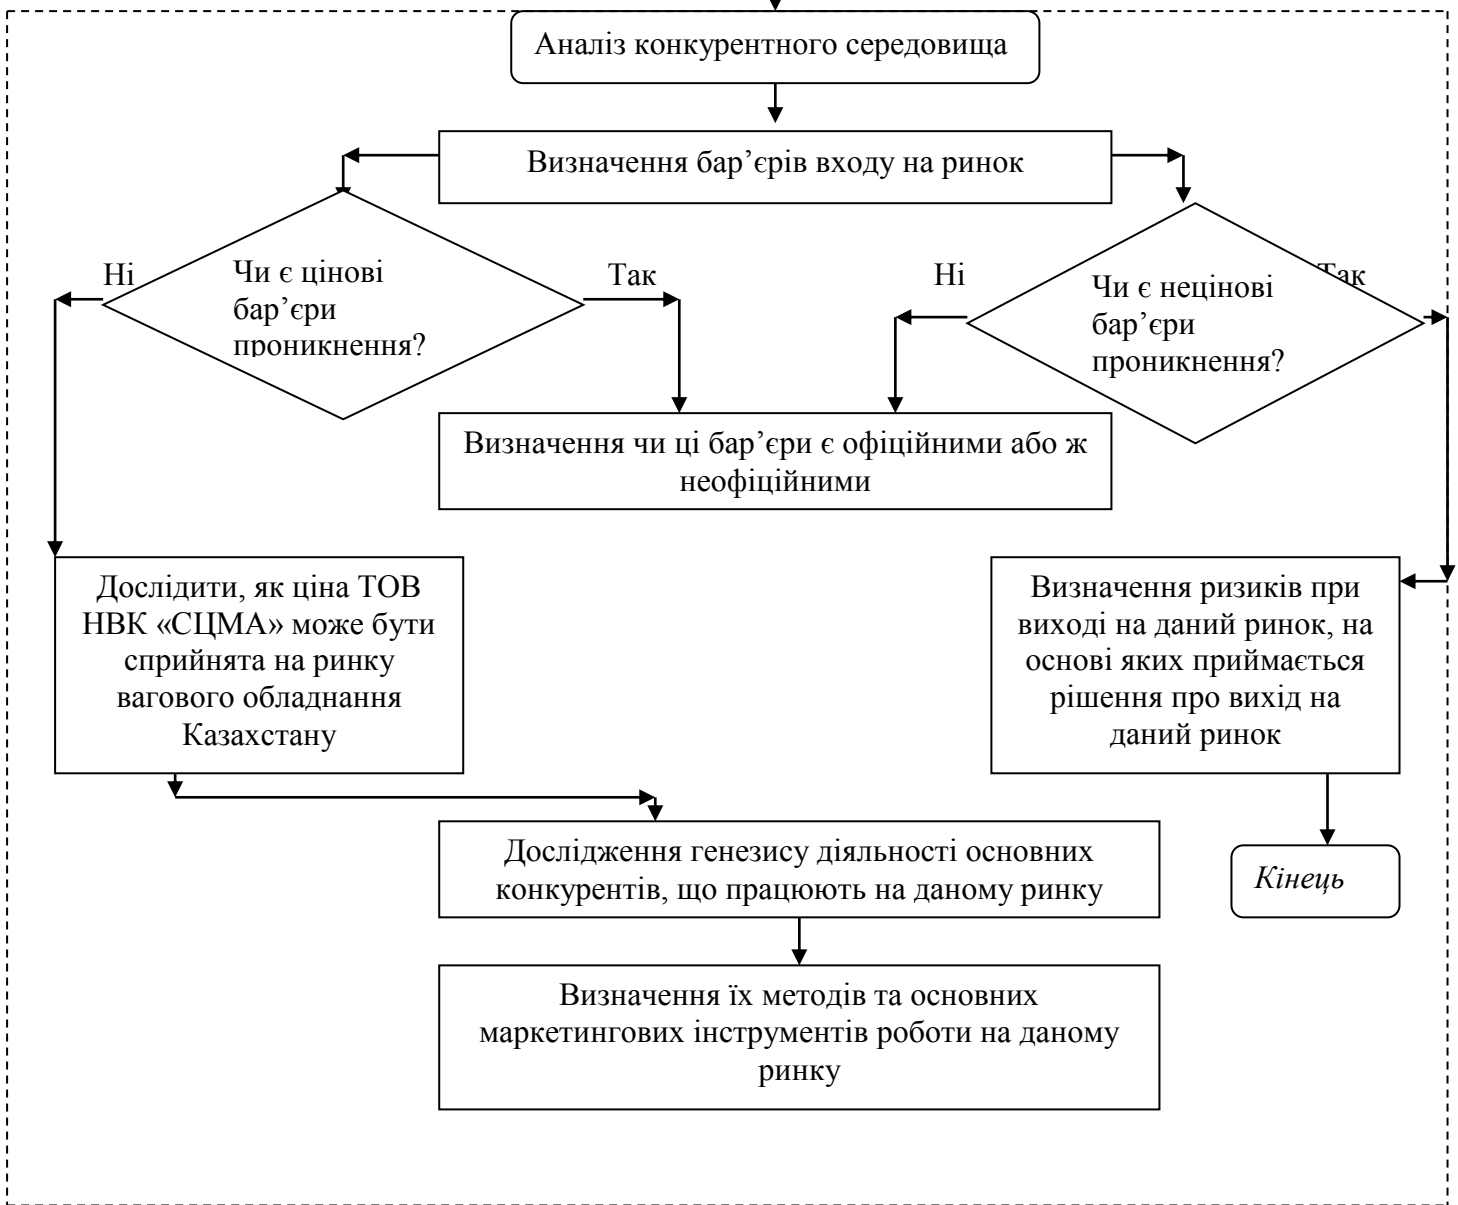 Аналіз конкурентного середовища
Визначення бар’єрів входу на ринок
Ні
Чи є цінові
бар’єри
проникнення?
Так
Ні
Чи є нецінові
бар’єри
проникнення?
Так
Визначення чи ці бар’єри є офіційними або ж
неофіційними
Дослідити, як ціна ТОВ
НВК «СЦМА» може бути
сприйнята на ринку
вагового обладнання
Казахстану
Визначення ризиків при
виході на даний ринок, на
основі яких приймається
рішення про вихід на
даний ринок
Дослідження генезису діяльності основних
конкурентів, що працюють на даному ринку
Кінець
Визначення їх методів та основних
маркетингових інструментів роботи на даному
ринку